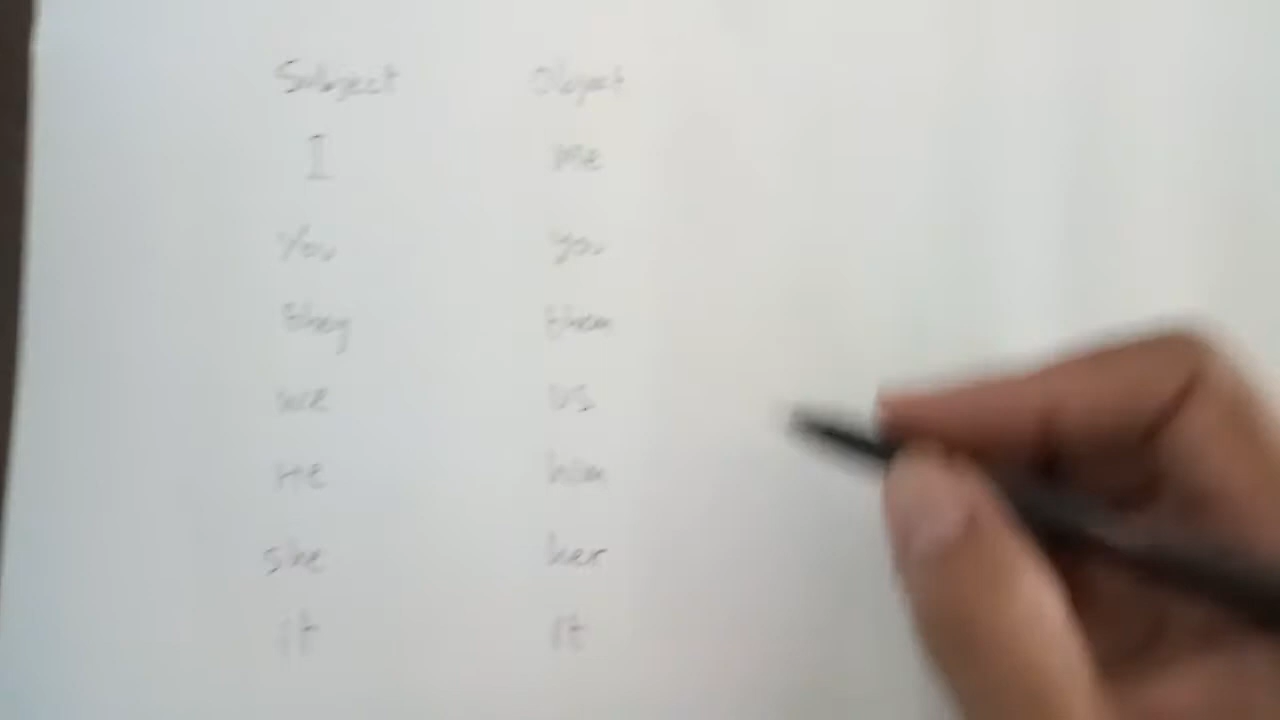 Subject Object
I me
You you
they them
we us
He him
she her
it it